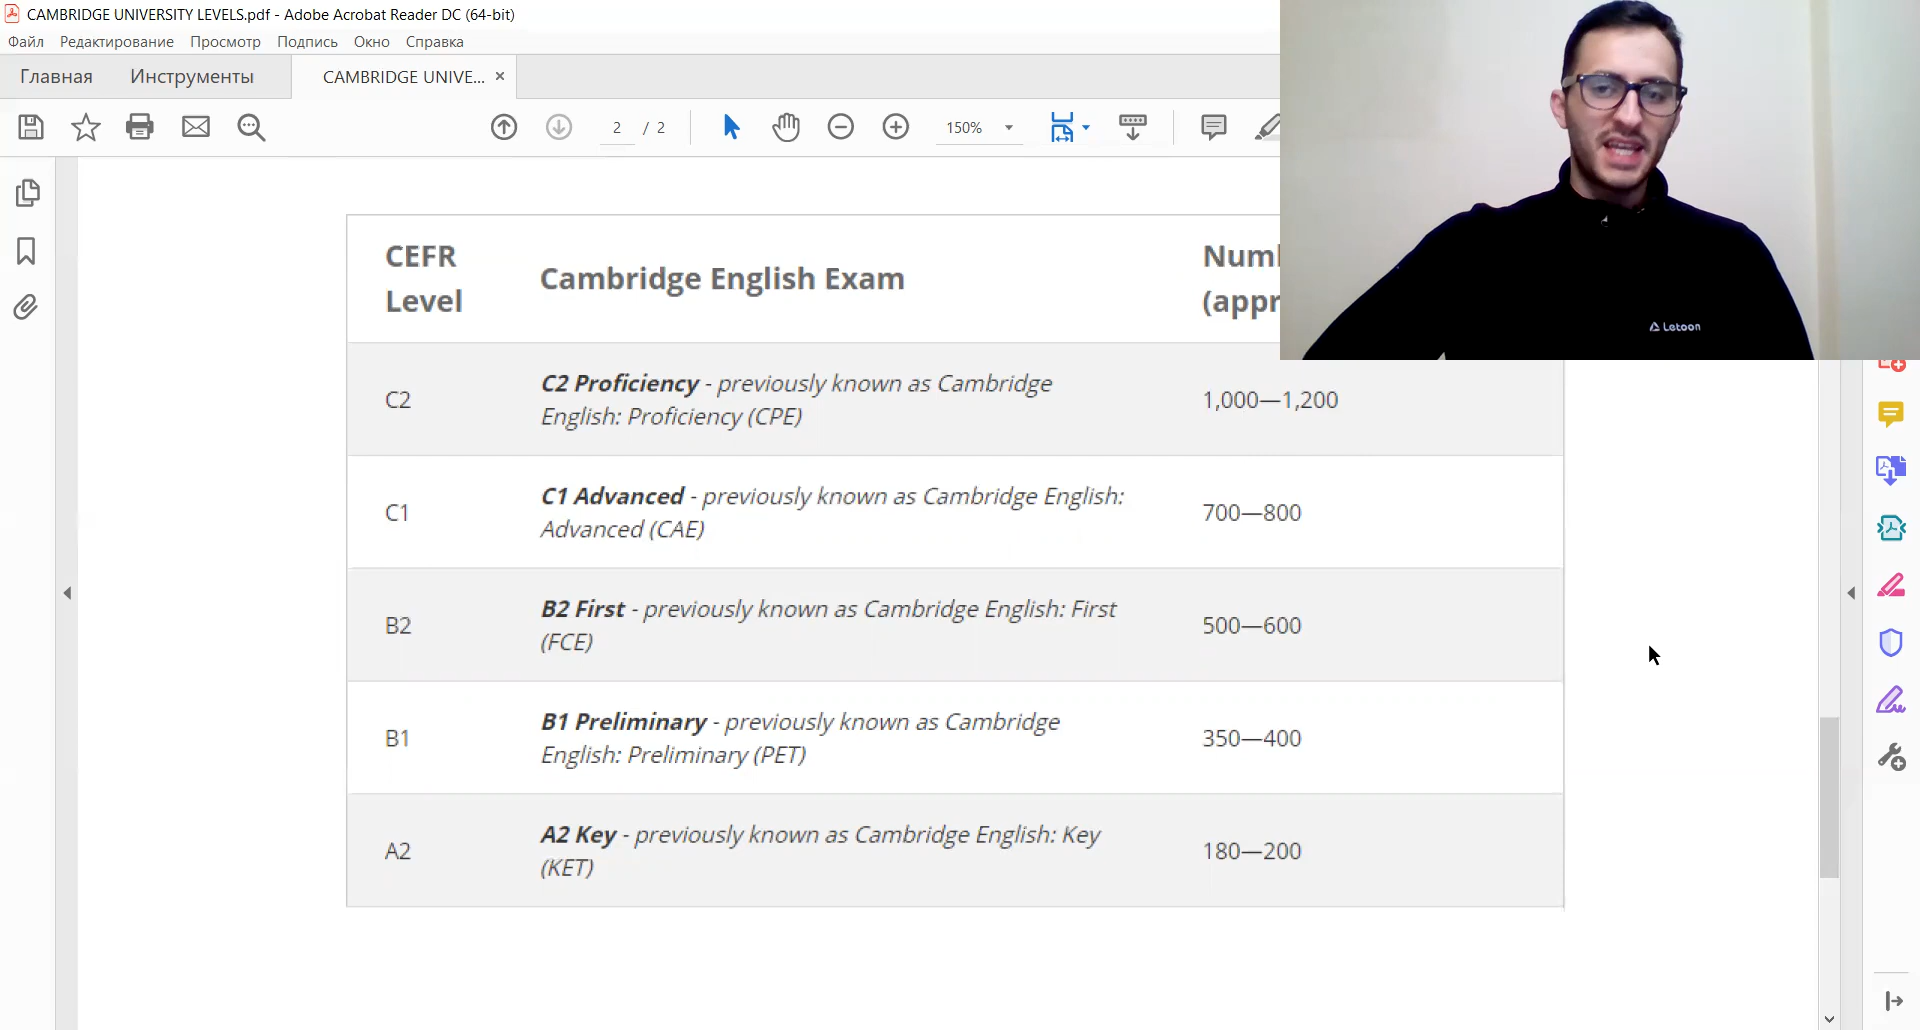 CAMBRIDGE UNIVERSITY LEVELS.pdf - Adobe Acrobat Reader DC (64-bit)
Файл Редактирование Просмотр Подпись Окно Справка
Главная Инструменты CAMBRIDGE UNIVE... ×
2 / 2 150%
CEFR
Level
Cambridge English Exam
Num
(appr
C2
C2 Proficiency - previously known as Cambridge
English: Proficiency (CPE)
1,000—1,200
C1
C1 Advanced - previously known as Cambridge English:
Advanced (CAE)
700—800
B2
B2 First - previously known as Cambridge English: First
(FCE)
500—600
B1
B1 Preliminary - previously known as Cambridge
English: Preliminary (PET)
350—400
A2
A2 Key - previously known as Cambridge English: Key
(KET)
180—200
Letoon